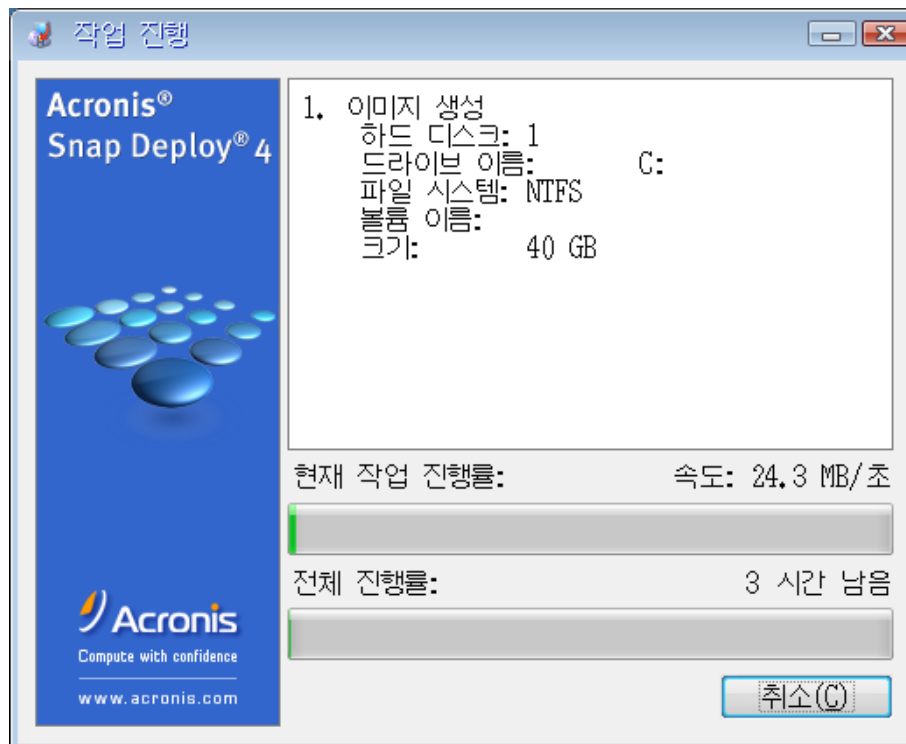 작업 진행
Acronis®
Snap Deploy® 4
1. 이미지 생성
하드 디스크: 1
드라이브 이름: C:
파일 시스템: NTFS
볼륨 이름:
크기: 40 GB
현재 작업 진행률: 속도: 24.3 MB/초
전체 진행률: 3 시간 남음
Acronis
Compute with confidence
www.acronis.com
취소(C)